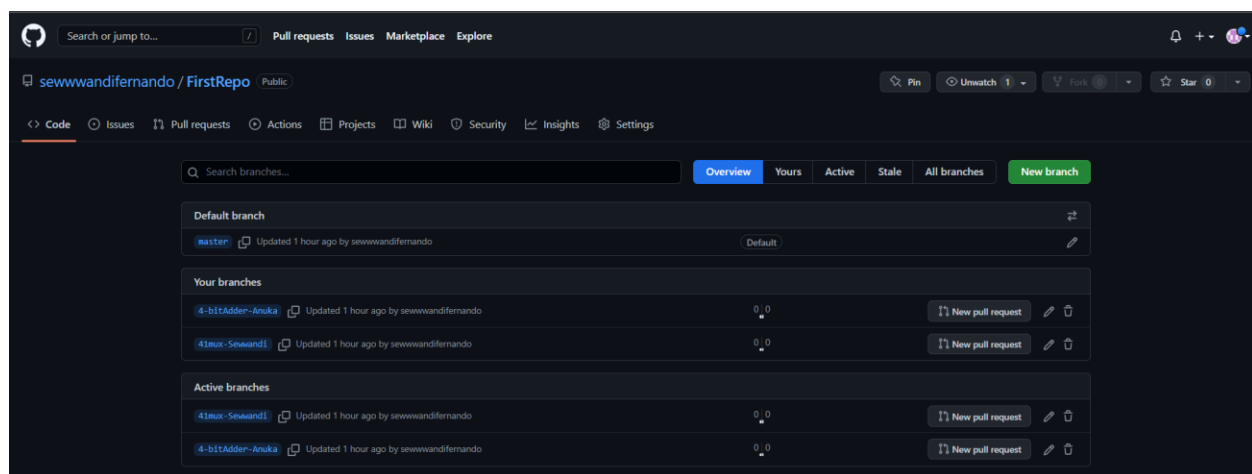 Search or jump to... / Pull requests Issues Marketplace Explore
sewwwandifernando / FirstRepo Public Pin Unwatch 1 Fork 0 Star 0
Code Issues Pull requests Actions Projects Wiki Security Insights Settings
Search branches... Overview Yours Active Stale All branches New branch
Default branch
master Updated 1 hour ago by sewwwandifernando Default
Your branches
4-bitAdder-Anuka Updated 1 hour ago by sewwwandifernando 0 0 New pull request
41mux-Sewwandi Updated 1 hour ago by sewwwandifernando 0 0 New pull request
Active branches
41mux-Sewwandi Updated 1 hour ago by sewwwandifernando 0 0 New pull request
4-bitAdder-Anuka Updated 1 hour ago by sewwwandifernando 0 0 New pull request